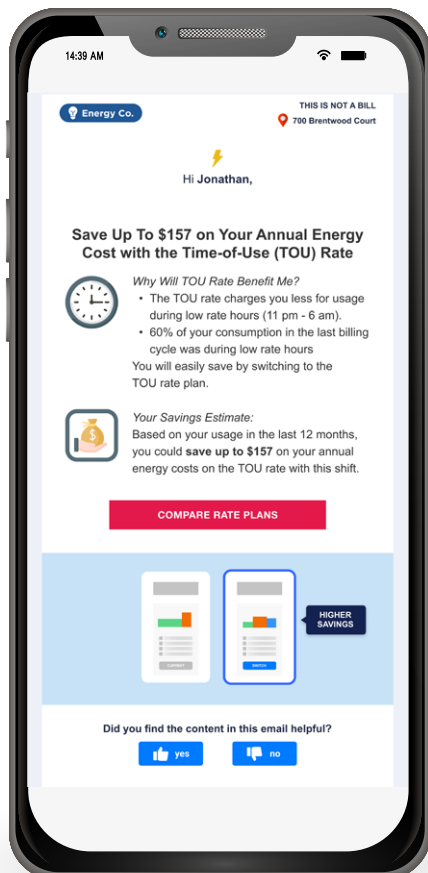 14:39 AM
Energy Co.
THIS IS NOT A BILL
700 Brentwood Court
Hi Jonathan,
Save Up To $157 on Your Annual Energy
Cost with the Time-of-Use (TOU) Rate
Why Will TOU Rate Benefit Me?
• The TOU rate charges you less for usage
during low rate hours (11 pm - 6 am).
• 60% of your consumption in the last billing
cycle was during low rate hours
You will easily save by switching to the
TOU rate plan.
Your Savings Estimate:
Based on your usage in the last 12 months,
you could save up to $157 on your annual
energy costs on the TOU rate with this shift.
COMPARE RATE PLANS
CURRENT
SWITCH
HIGHER
SAVINGS
Did you find the content in this email helpful?
yes
no